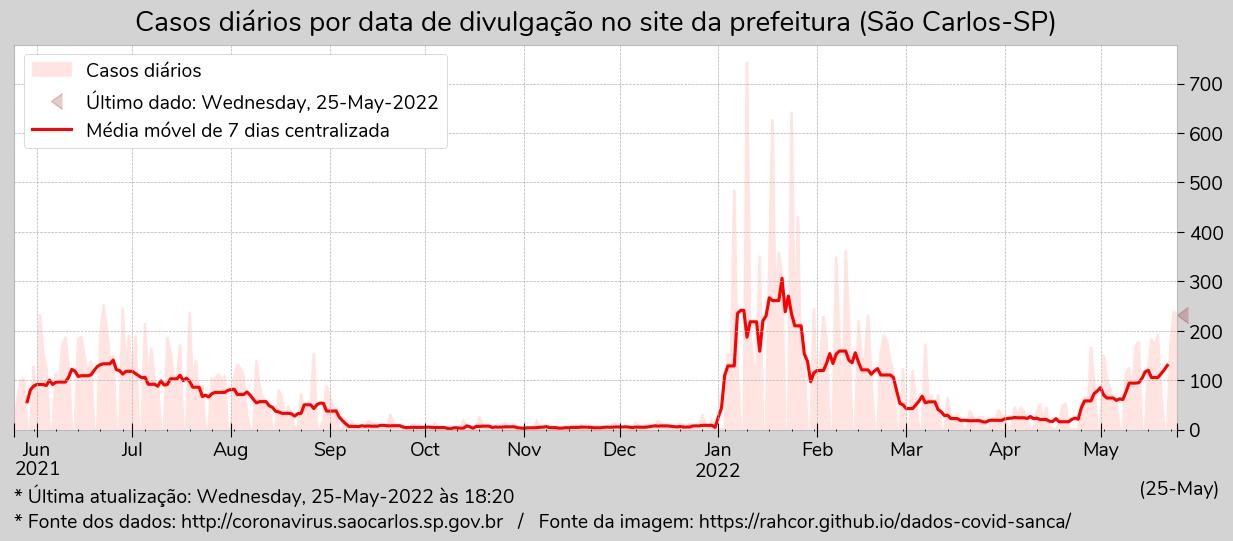 Casos diários por data de divulgação no site da prefeitura (São Carlos-SP)
Casos diários
Último dado: Wednesday, 25-May-2022
Média móvel de 7 dias centralizada
700
600
500
400
300
200
100
0
Jun Jul Aug Sep Oct Nov Dec Jan Feb Mar Apr May
2021 2022
(25-May)
* Última atualização: Wednesday, 25-May-2022 às 18:20
* Fonte dos dados: http://coronavirus.saocarlos.sp.gov.br / Fonte da imagem: https://rahcor.github.io/dados-covid-sanca/